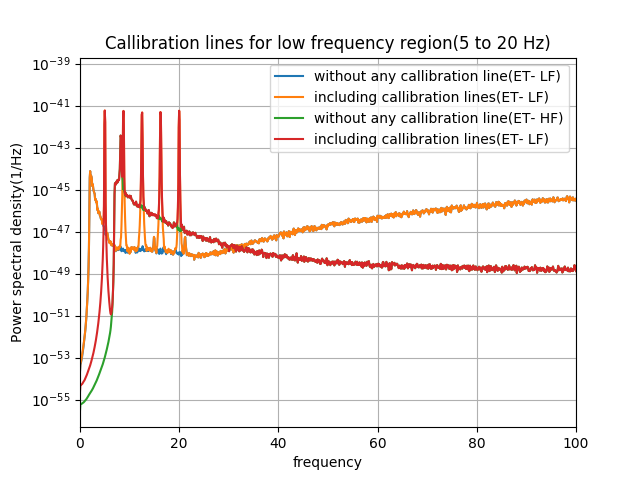 Callibration lines for low frequency region(5 to 20 Hz)
without any callibration line(ET- LF)
including callibration lines(ET- LF)
without any callibration line(ET- HF)
including callibration lines(ET- LF)
Power spectral density(1/Hz)
10⁻³⁹
10⁻⁴¹
10⁻⁴³
10⁻⁴⁵
10⁻⁴⁷
10⁻⁴⁹
10⁻⁵¹
10⁻⁵³
10⁻⁵⁵
0 20 40 60 80 100
frequency